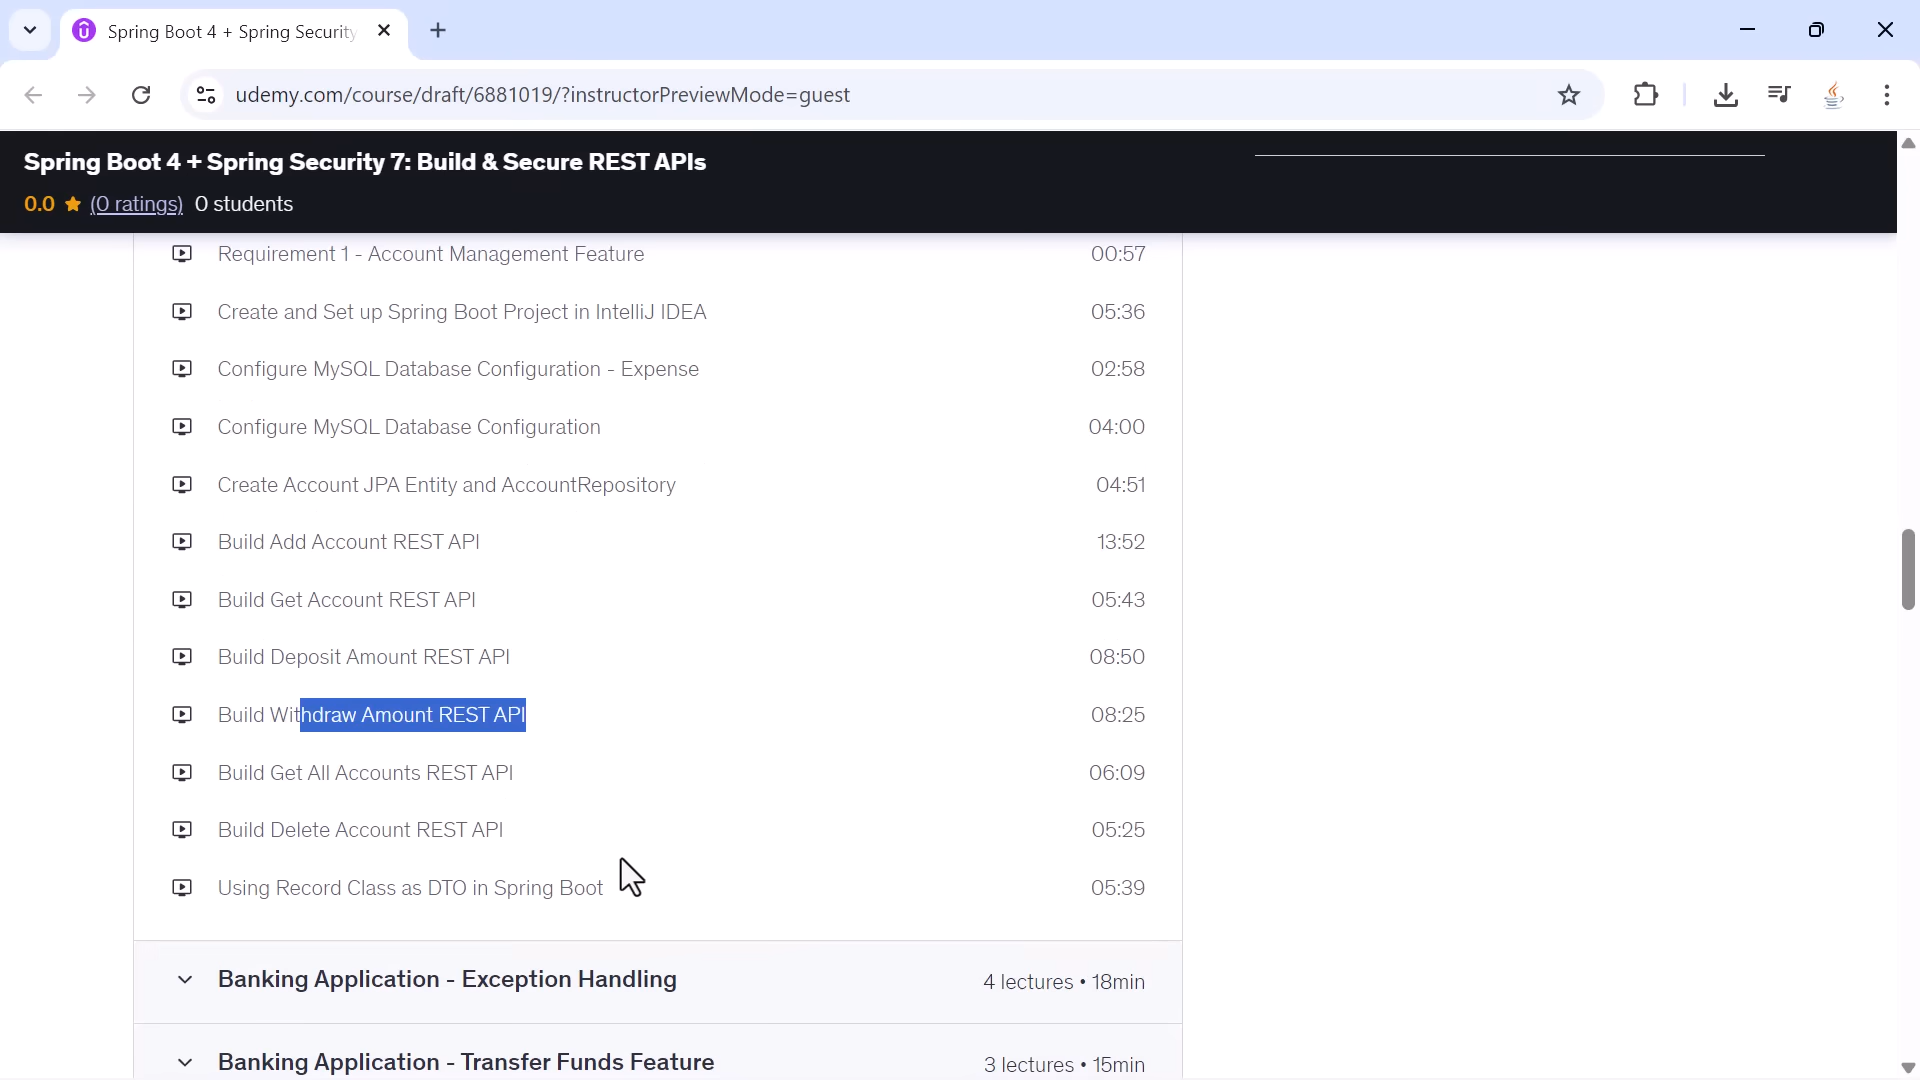 Spring Boot 4 + Spring Security
udemy.com/course/draft/6881019/?instructorPreviewMode=guest
Spring Boot 4 + Spring Security 7: Build & Secure REST APIs
0.0 ★ (0 ratings) 0 students
Requirement 1 - Account Management Feature 00:57
Create and Set up Spring Boot Project in IntelliJ IDEA 05:36
Configure MySQL Database Configuration - Expense 02:58
Configure MySQL Database Configuration 04:00
Create Account JPA Entity and AccountRepository 04:51
Build Add Account REST API 13:52
Build Get Account REST API 05:43
Build Deposit Amount REST API 08:50
Build Withdraw Amount REST API 08:25
Build Get All Accounts REST API 06:09
Build Delete Account REST API 05:25
Using Record Class as DTO in Spring Boot 05:39
Banking Application - Exception Handling 4 lectures • 18min
Banking Application - Transfer Funds Feature 3 lectures • 15min